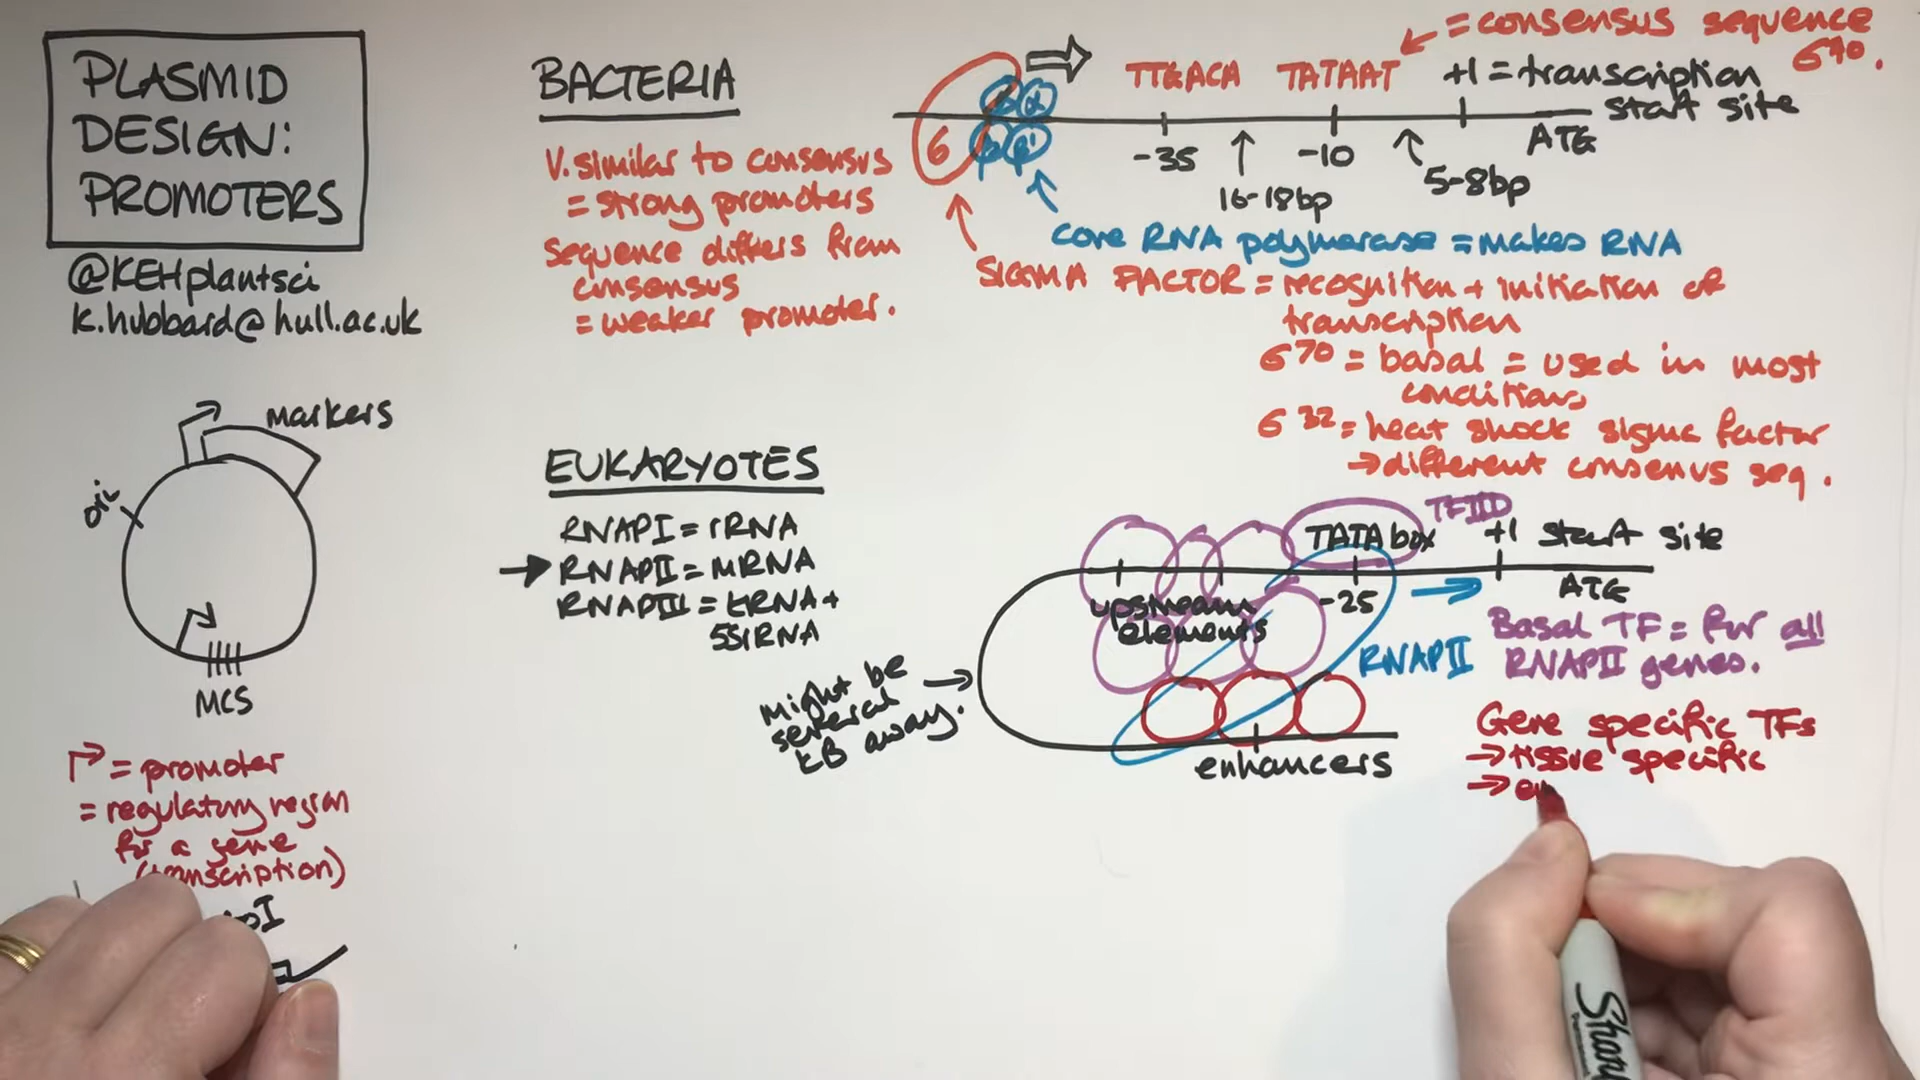 PLASMID
DESIGN:
PROMOTERS
@KEHplantsci
k.hubbard@hull.ac.uk
markers
ori
MCS
= promoter
= regulatory region
for a gene
(transcription)
BACTERIA
V. similar to consensus
= strong promoters
sequence differs from
consensus
= weaker promoter.
= consensus sequence
σ70.
TTGACA TATAAT
+1 = transcription
start site
ATG
σ
α
β β'
-35
-10
16-18bp
5-8bp
core RNA polymerase = makes RNA
SIGMA FACTOR = recognition + initiation of
transcription
σ70 = basal = used in most
conditions
σ32 = heat shock sigma factor
→ different consenus seq.
EUKARYOTES
RNAPI = rRNA
→ RNAPII = mRNA
RNAPIII = tRNA +
5SrRNA
TFIID
TATA box
+1 start site
ATG
upstream
elements
-25
RNAPII
Basal TF = for all
RNAPII genes.
might be
several
kB away.
enhancers
Gene specific TFs
→ tissue specific
→